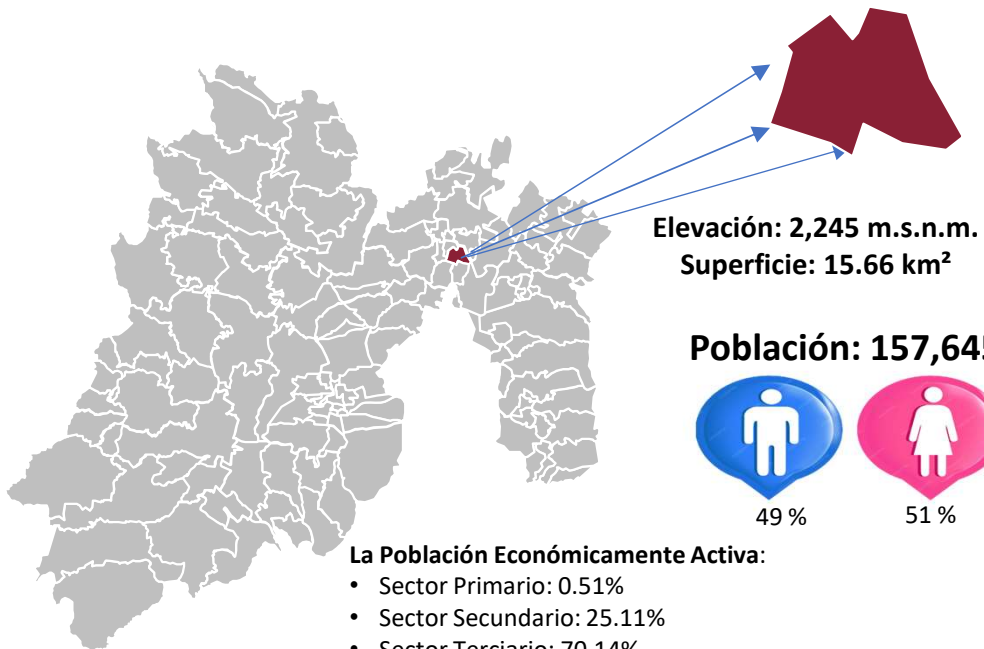 Elevación: 2,245 m.s.n.m.
Superficie: 15.66 km²
Población: 157,645
49 %
51 %
La Población Económicamente Activa:
• Sector Primario: 0.51%
• Sector Secundario: 25.11%
• Sector Terciario: 70.14%